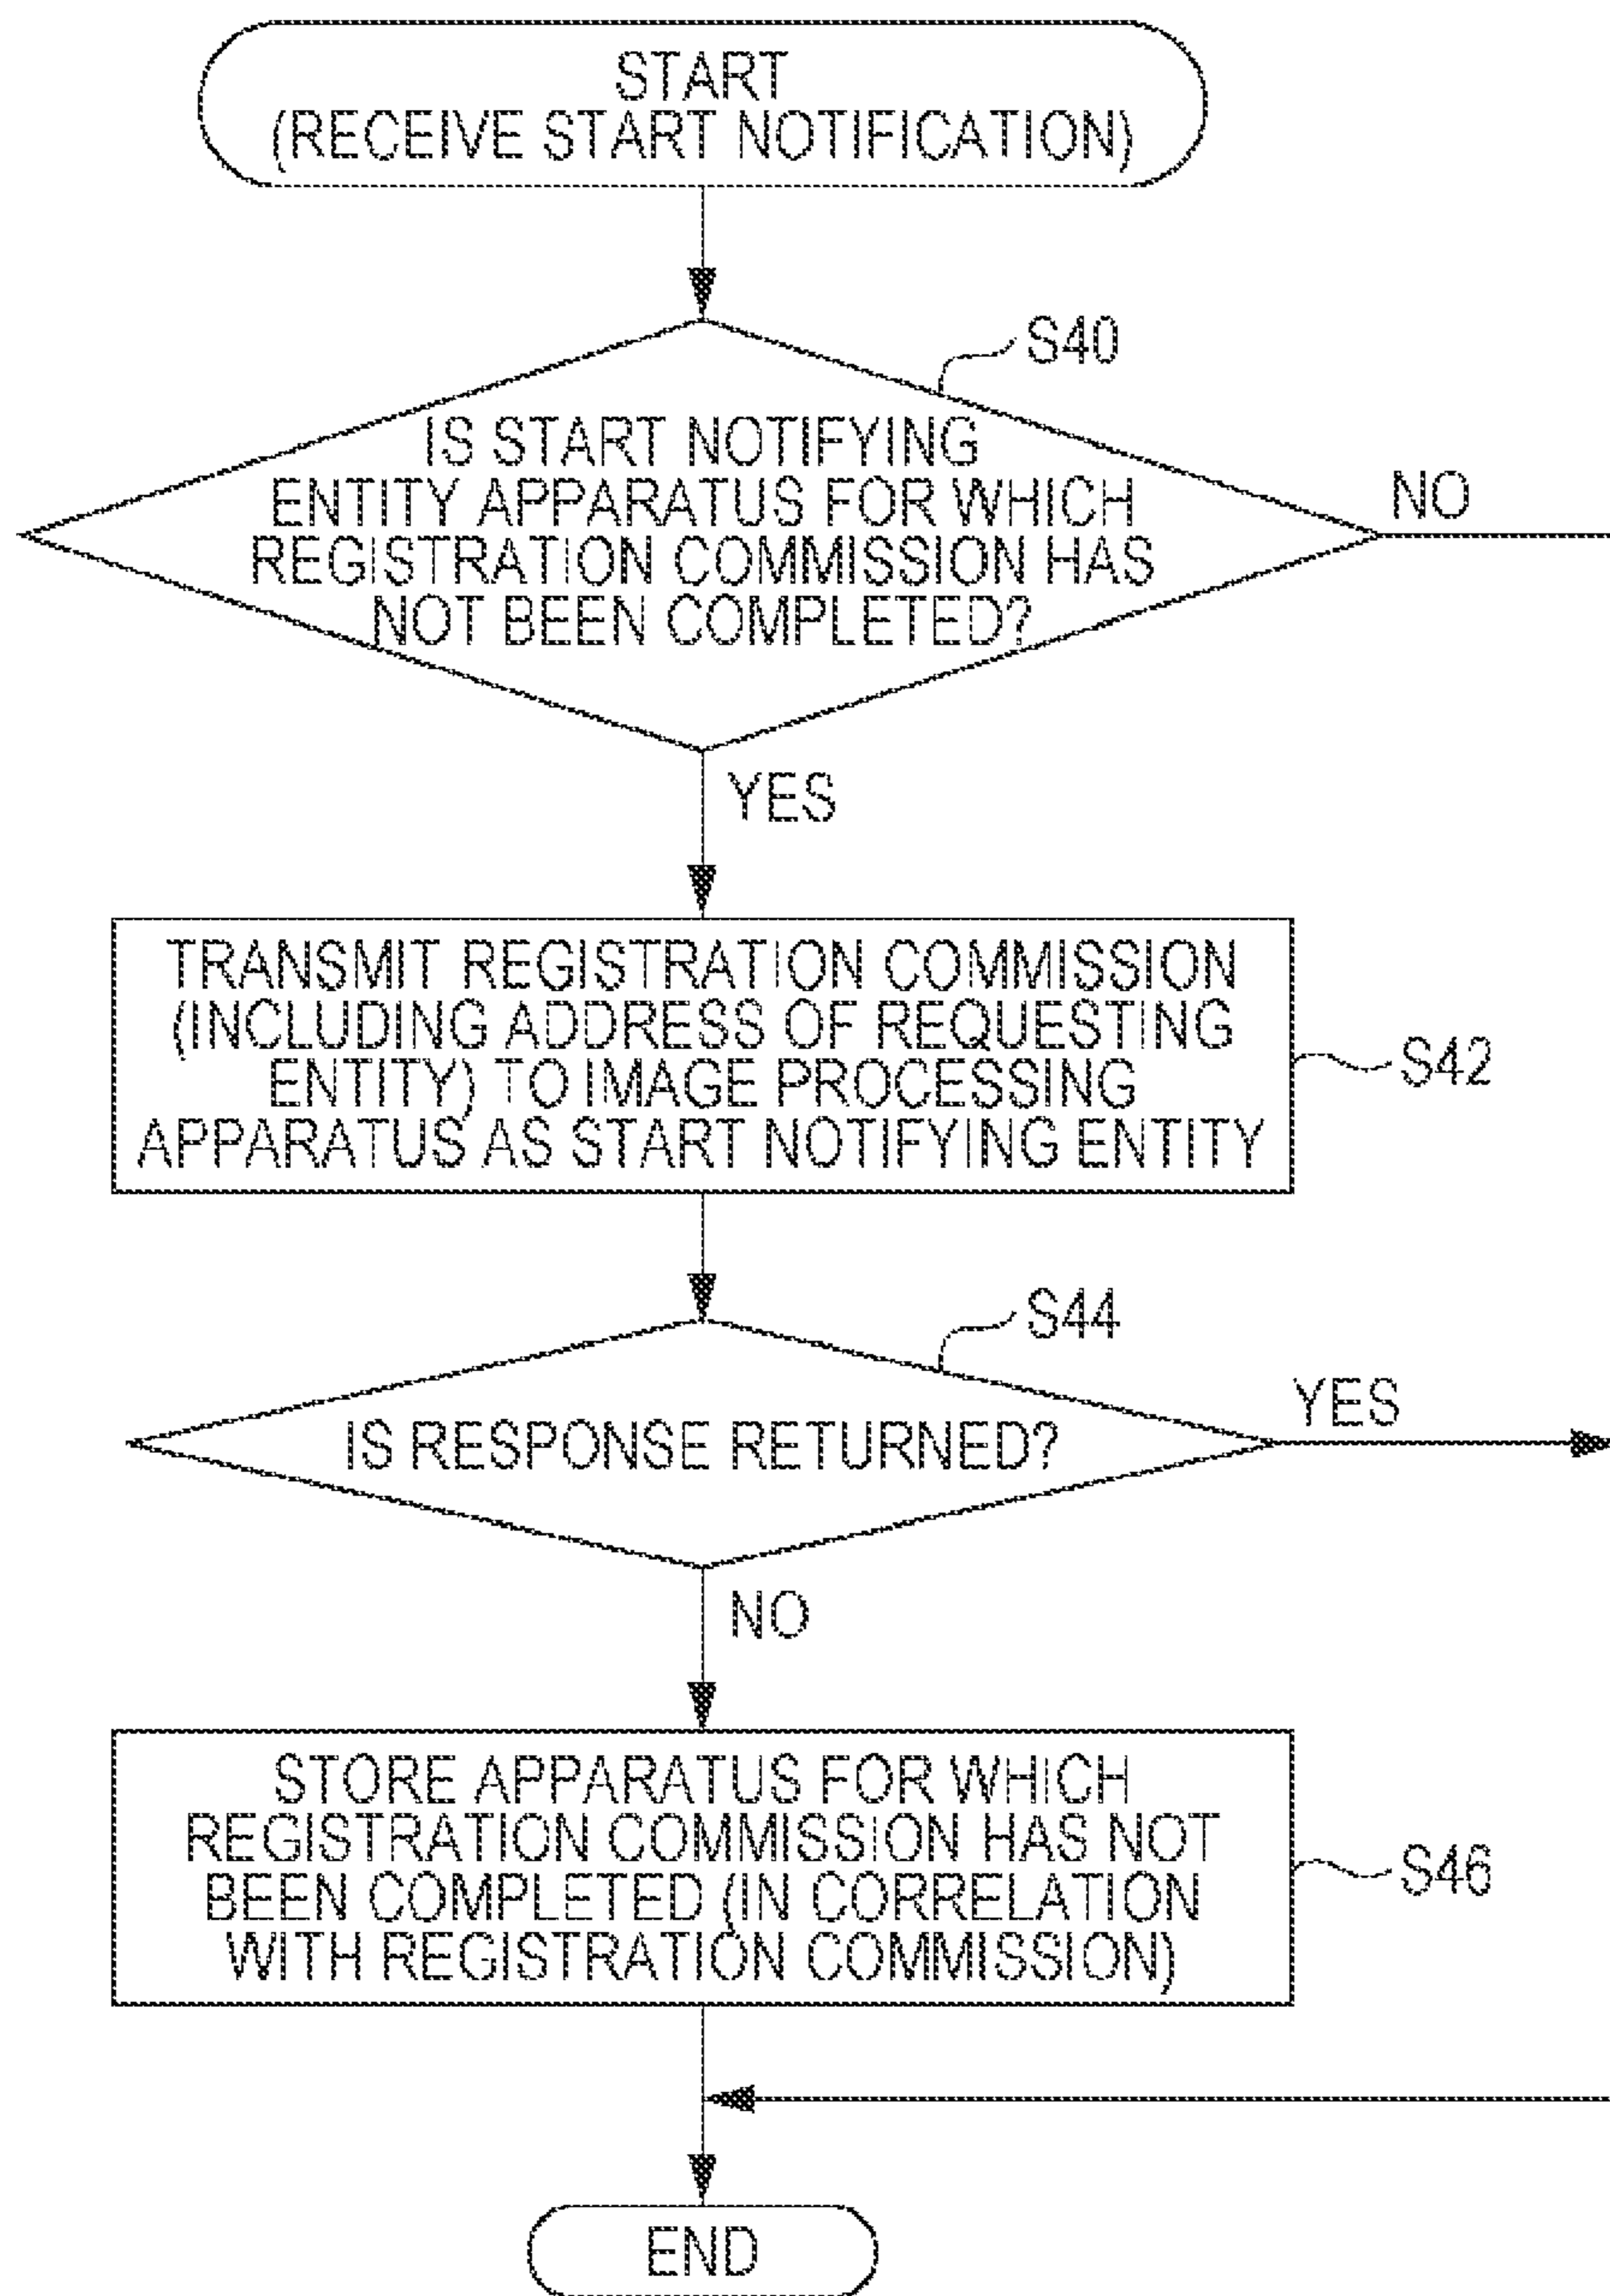 START
(RECEIVE START NOTIFICATION)
S40
IS START NOTIFYING
ENTITY APPARATUS FOR WHICH
REGISTRATION COMMISSION HAS
NOT BEEN COMPLETED?
NO
YES
TRANSMIT REGISTRATION COMMISSION
(INCLUDING ADDRESS OF REQUESTING
ENTITY) TO IMAGE PROCESSING
APPARATUS AS START NOTIFYING ENTITY
S42
S44
IS RESPONSE RETURNED?
YES
NO
STORE APPARATUS FOR WHICH
REGISTRATION COMMISSION HAS NOT
BEEN COMPLETED (IN CORRELATION
WITH REGISTRATION COMMISSION)
S46
END